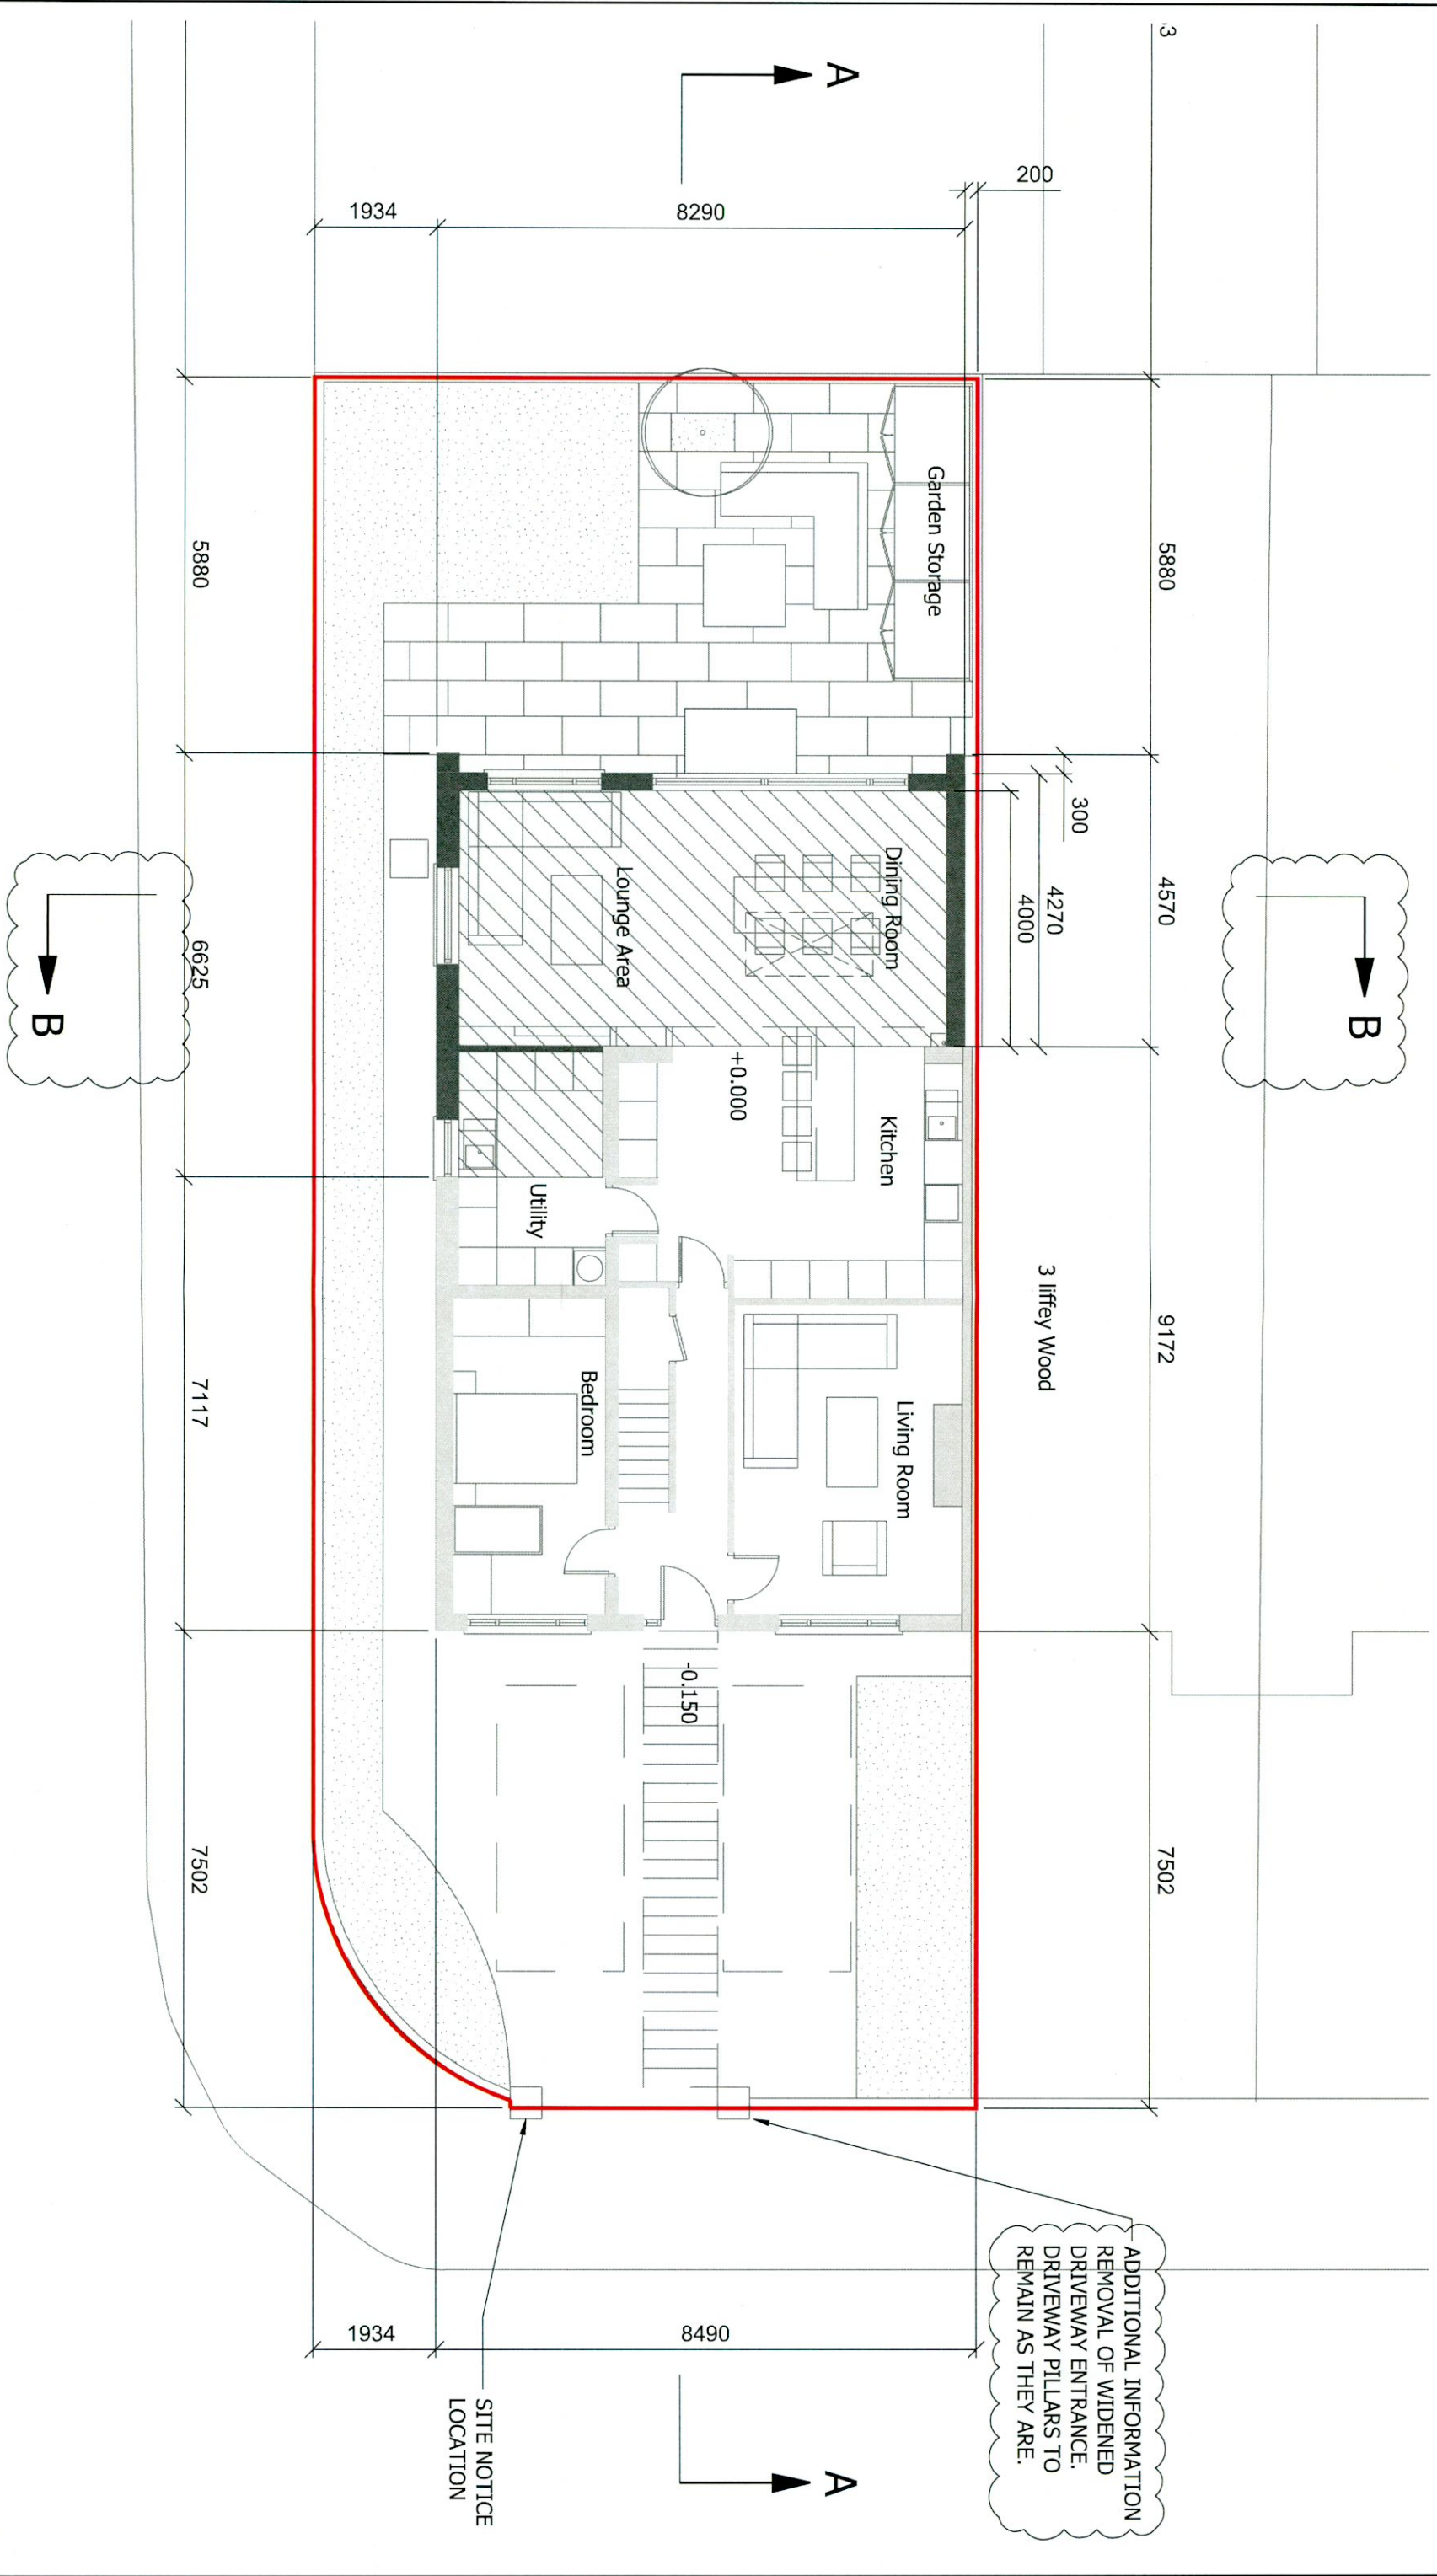 3
A
200
1934
8290
Garden Storage
5880
5880
300
4270
4000
4570
Dining Room
Lounge Area
6625
B
B
+0.000
Kitchen
Utility
3 liffey Wood
9172
7117
Bedroom
Living Room
-0.150
7502
7502
ADDITIONAL INFORMATION
REMOVAL OF WIDENED
DRIVEWAY ENTRANCE.
DRIVEWAY PILLARS TO
REMAIN AS THEY ARE.
1934
8490
SITE NOTICE
LOCATION
A